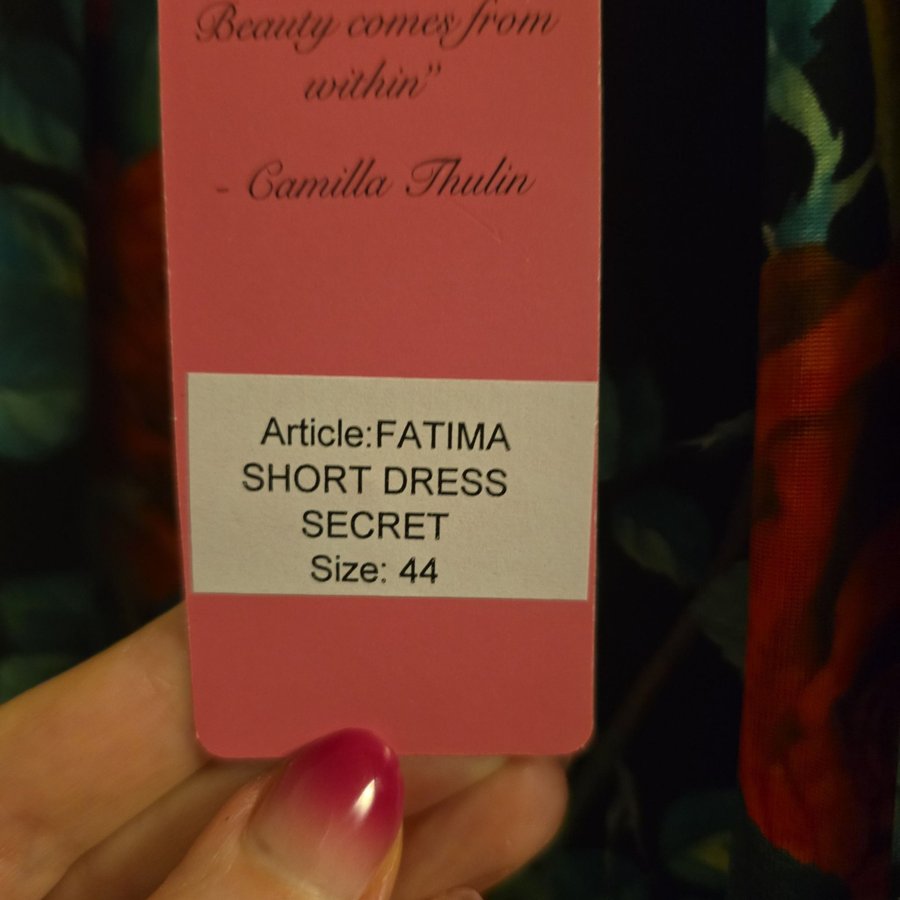 Beauty comes from
within”
- Camilla Thulin
Article:FATIMA
SHORT DRESS
SECRET
Size: 44